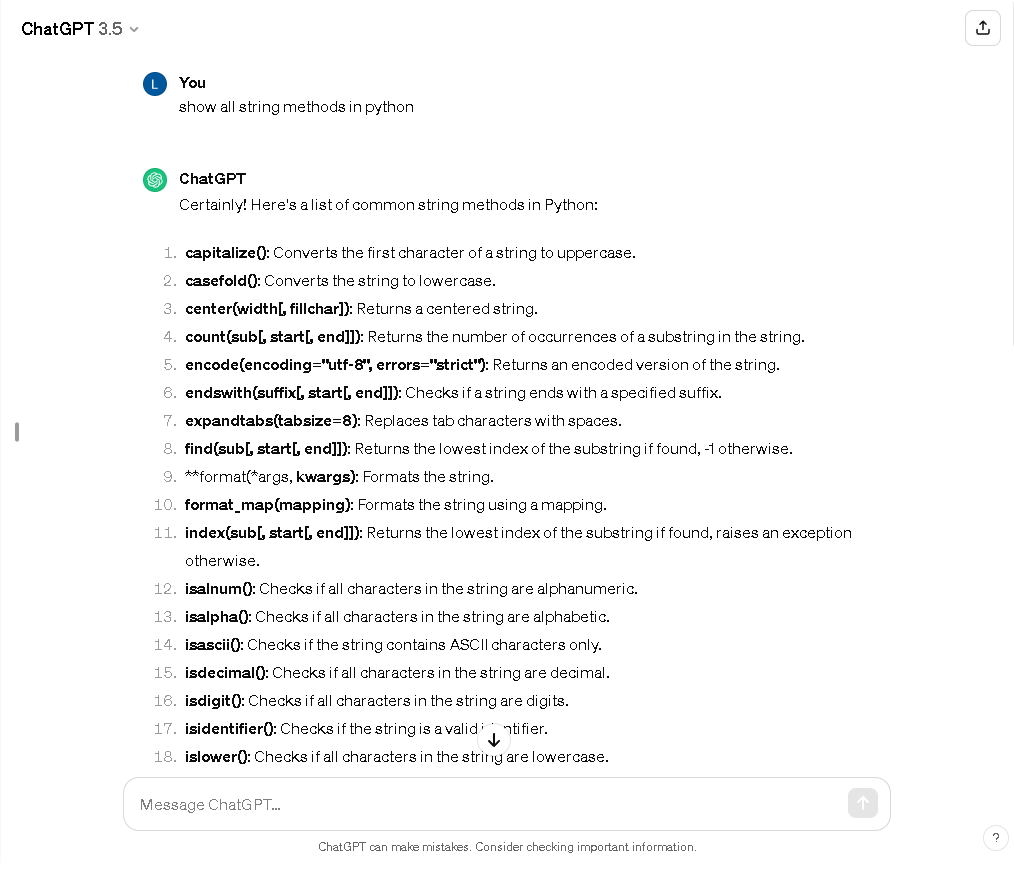 ChatGPT 3.5
L
You
show all string methods in python
ChatGPT
Certainly! Here's a list of common string methods in Python:
1. capitalize(): Converts the first character of a string to uppercase.
2. casefold(): Converts the string to lowercase.
3. center(width[, fillchar]): Returns a centered string.
4. count(sub[, start[, end]]): Returns the number of occurrences of a substring in the string.
5. encode(encoding="utf-8", errors="strict"): Returns an encoded version of the string.
6. endswith(suffix[, start[, end]]): Checks if a string ends with a specified suffix.
7. expandtabs(tabsize=8): Replaces tab characters with spaces.
8. find(sub[, start[, end]]): Returns the lowest index of the substring if found, -1 otherwise.
9. **format(*args, kwargs): Formats the string.
10. format_map(mapping): Formats the string using a mapping.
11. index(sub[, start[, end]]): Returns the lowest index of the substring if found, raises an exception
otherwise.
12. isalnum(): Checks if all characters in the string are alphanumeric.
13. isalpha(): Checks if all characters in the string are alphabetic.
14. isascii(): Checks if the string contains ASCII characters only.
15. isdecimal(): Checks if all characters in the string are decimal.
16. isdigit(): Checks if all characters in the string are digits.
17. isidentifier(): Checks if the string is a valid identifier.
18. islower(): Checks if all characters in the string are lowercase.
Message ChatGPT...
ChatGPT can make mistakes. Consider checking important information.
?